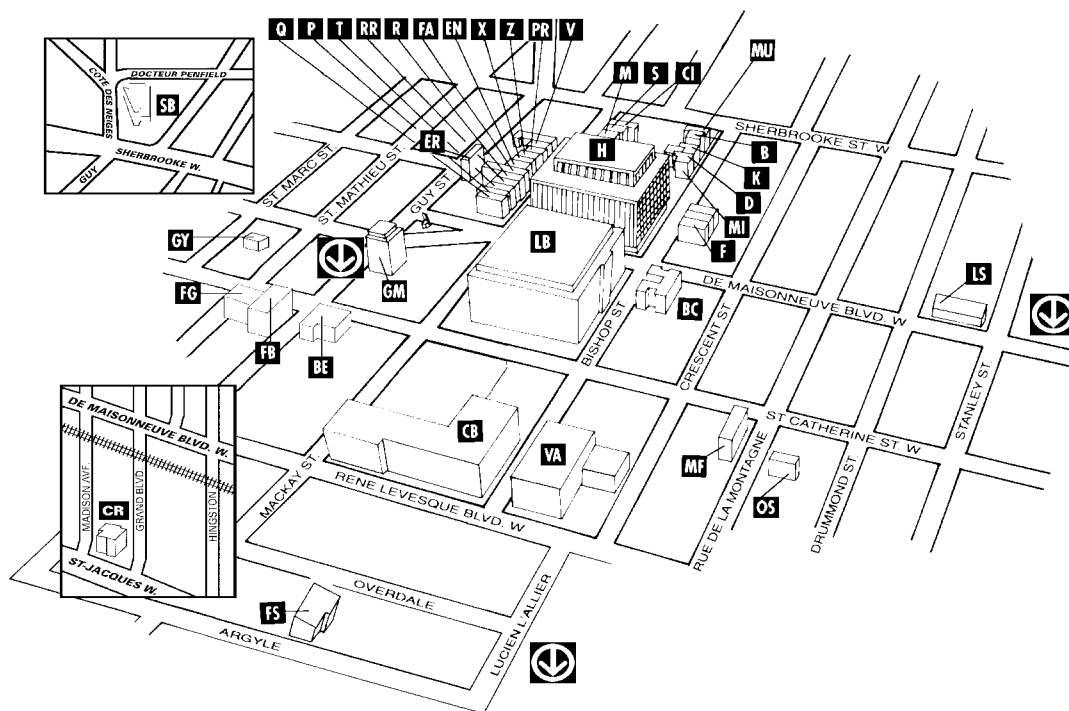 Q P T RR R FA EN X Z PR V
M S CI MU
COTE DES NEIGES
DOCTEUR PENFIELD
SB
SHERBROOKE W.
GUY
ST. MARC ST.
ST. MATHIEU ST.
GUY ST.
ER
H
SHERBROOKE ST. W
B
K
D
MI
F
GY
GM
LB
LS
FG
FB
BE
BC
DE MAISONNEUVE BLVD. W
BISHOP ST
CRESCENT ST
STANLEY ST.
ST CATHERINE ST. W
CB
VA
MF
OS
MACKAY ST.
RENE LEVESQUE BLVD. W
RUE DE LA MONTAGNE
DRUMMOND ST.
DE MAISONNEUVE BLVD. W.
MADISON AVE.
GRAND BLVD
HINGSTON
CR
ST-JACQUES W.
OVERDALE
FS
ARGYLE
LUCIEN L'ALLIER